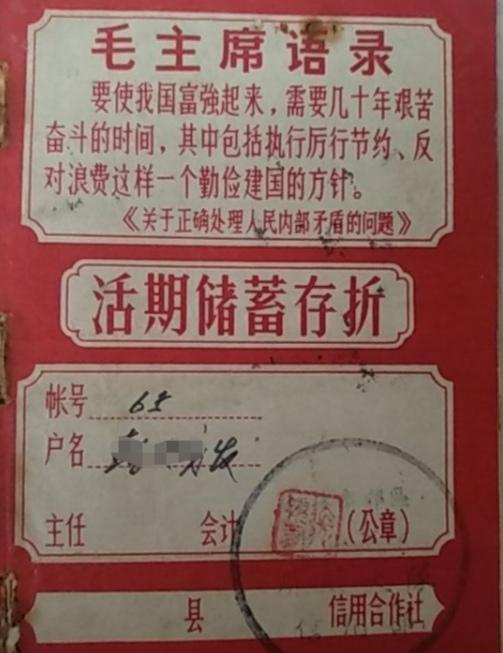 毛主席语录
要使我国富強起来，需要几十年艰苦
奋斗的时间，其中包括执行厉行节约、反
对浪费这样一个勤俭建国的方针。
《关于正确处理人民内部矛盾的问题》
活期储蓄存折
帐号 65
户名
主任 会计 （公章）
县 信用合作社